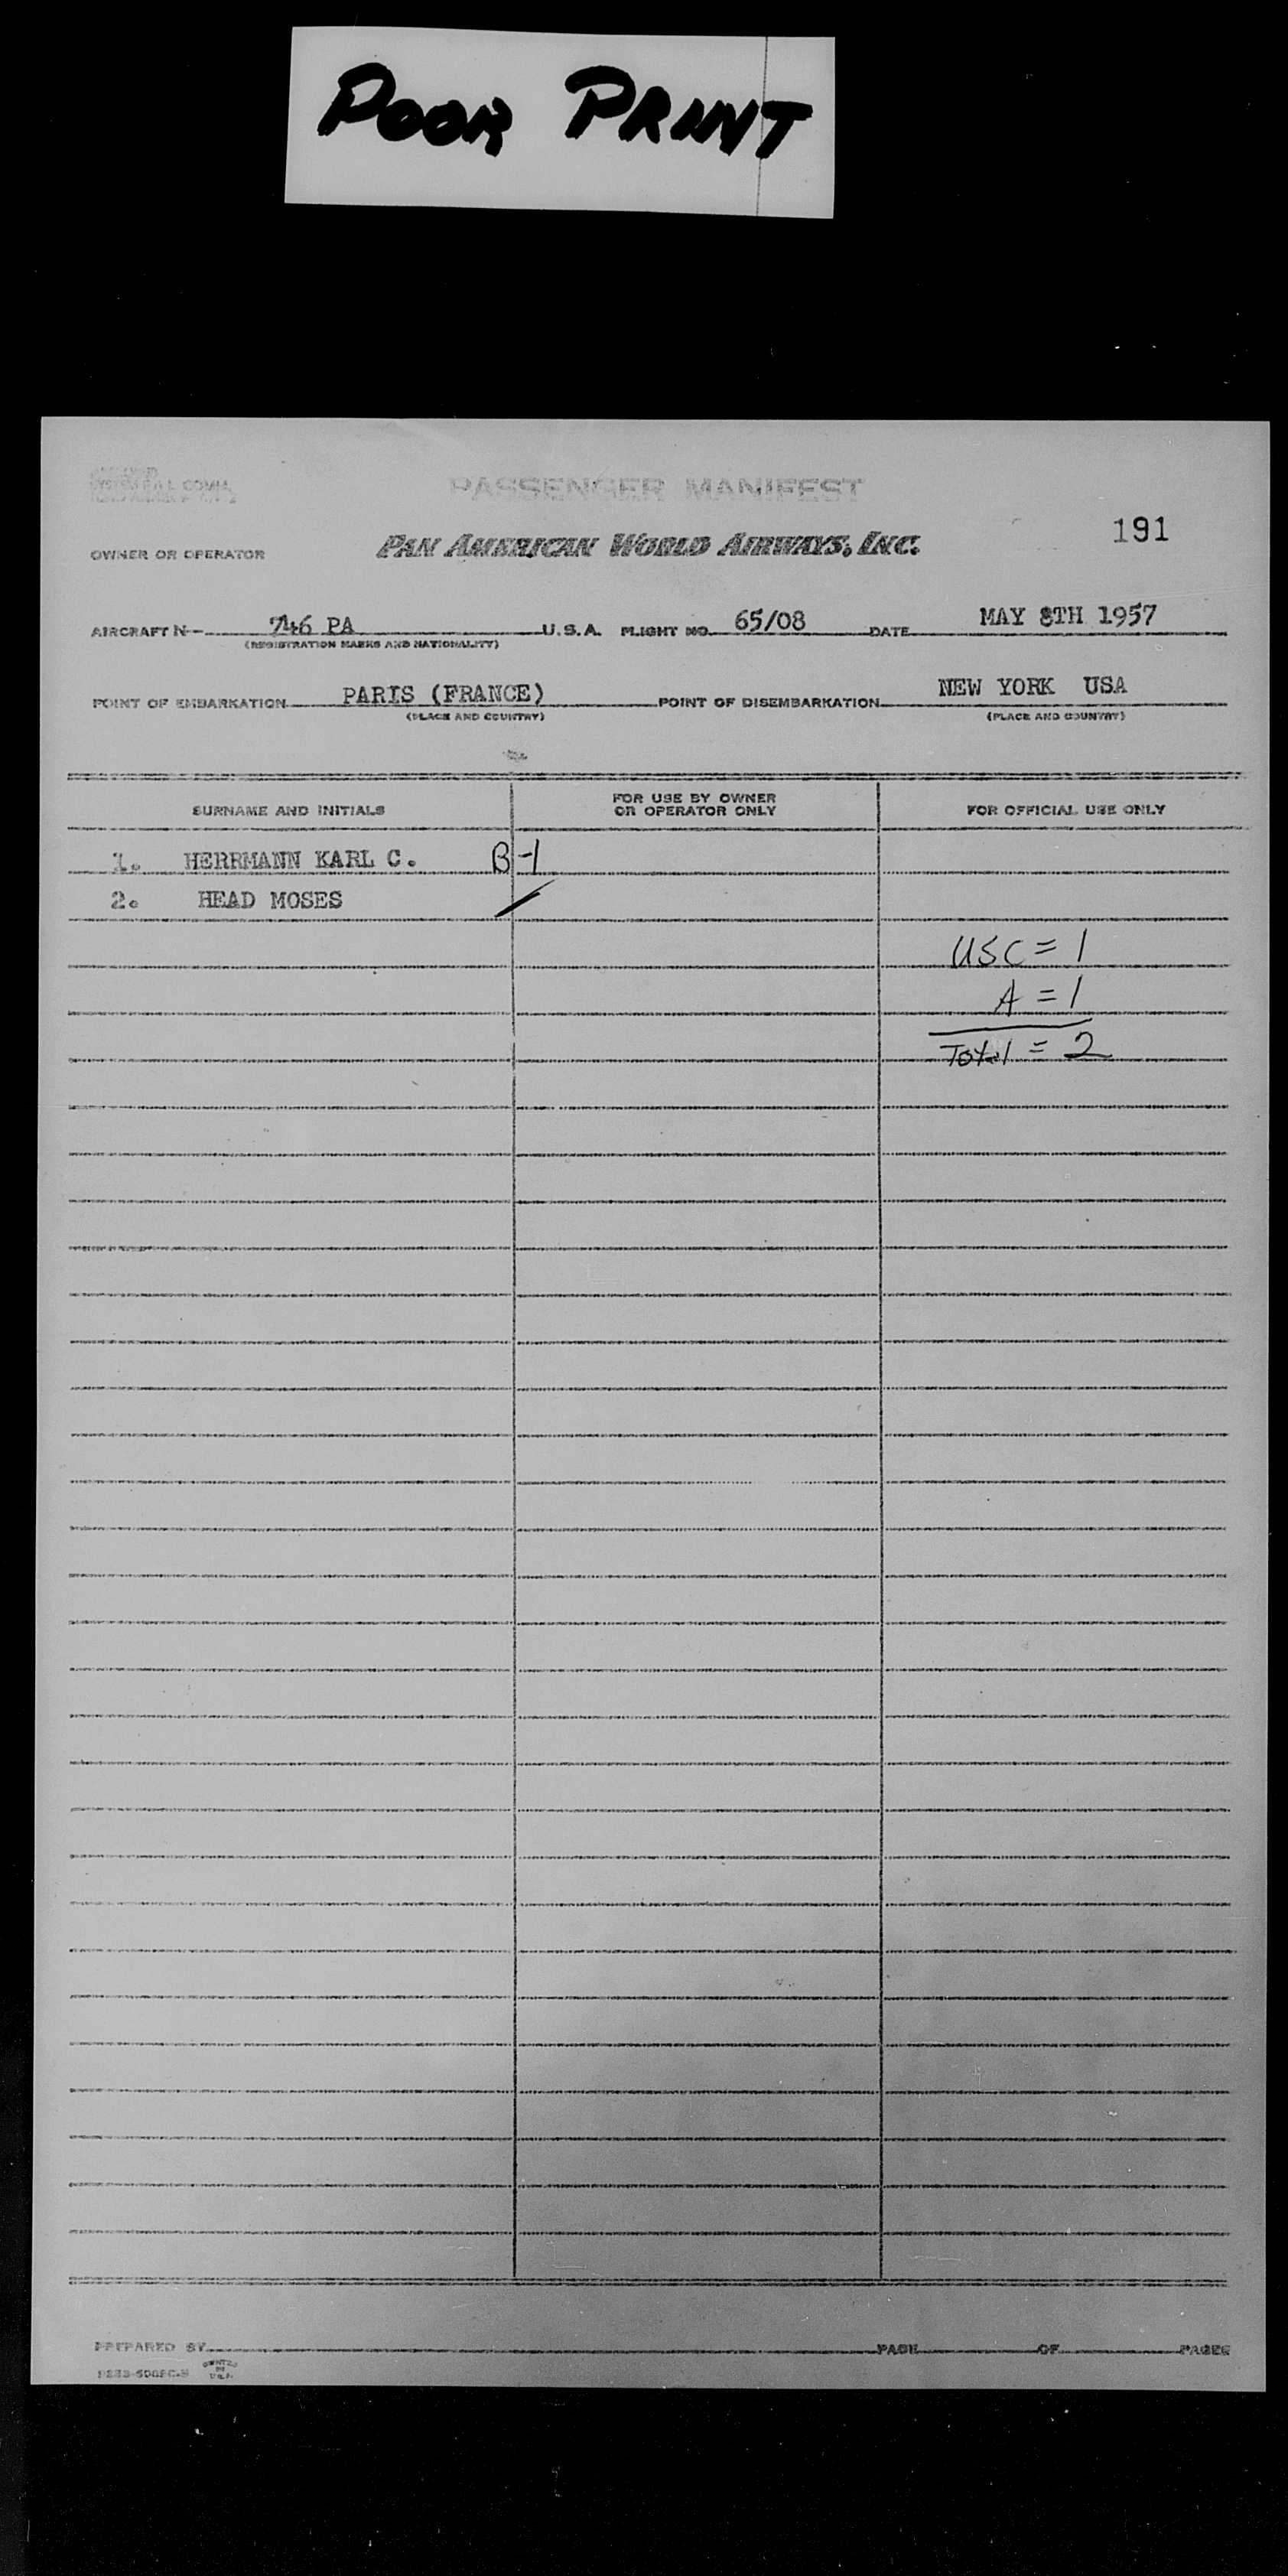 POOR PRINT
SYSTEM P.A.L. COMM.
PASSENGER MANIFEST
191
OWNER OR OPERATOR PAN AMERICAN WORLD AIRWAYS, INC.
AIRCRAFT N- 746 PA U.S.A. FLIGHT NO. 65/08 DATE MAY 8TH 1957
(REGISTRATION MARKS AND NATIONALITY)
POINT OF EMBARKATION PARIS (FRANCE) POINT OF DISEMBARKATION NEW YORK USA
(PLACE AND COUNTRY) (PLACE AND COUNTRY)
SURNAME AND INITIALS FOR USE BY OWNER OR OPERATOR ONLY FOR OFFICIAL USE ONLY
1. HERRMANN KARL C. B-1
2. HEAD MOSES
USC = 1
A = 1
Total = 2
PREPARED BY PAGE OF PAGES
PRINTED IN U.S.A.